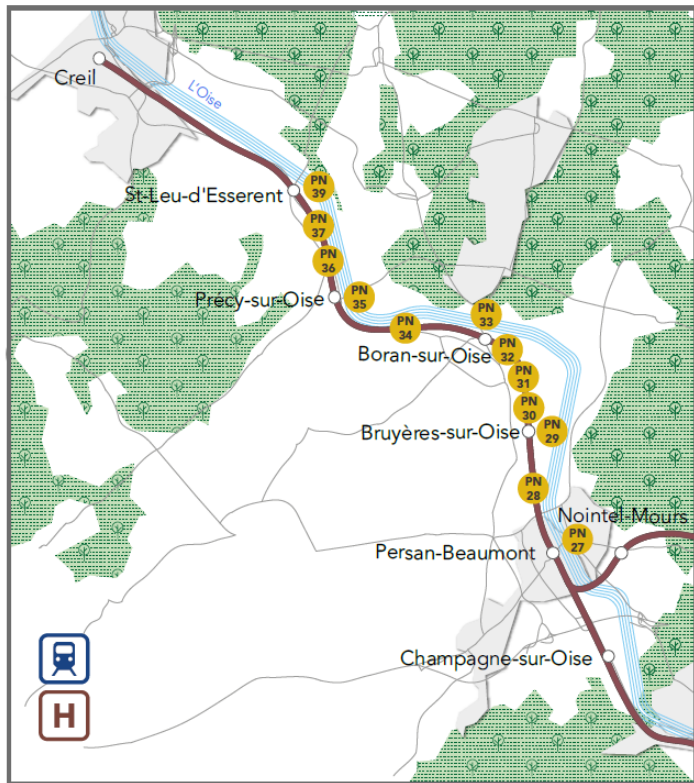 Creil
L'Oise
St-Leu-d'Esserent
PN
39
PN
37
PN
36
Précy-sur-Oise
PN
35
PN
34
PN
33
Boran-sur-Oise
PN
32
PN
31
PN
30
Bruyères-sur-Oise
PN
29
PN
28
Nointel-Mours
PN
27
Persan-Beaumont
Champagne-sur-Oise
H